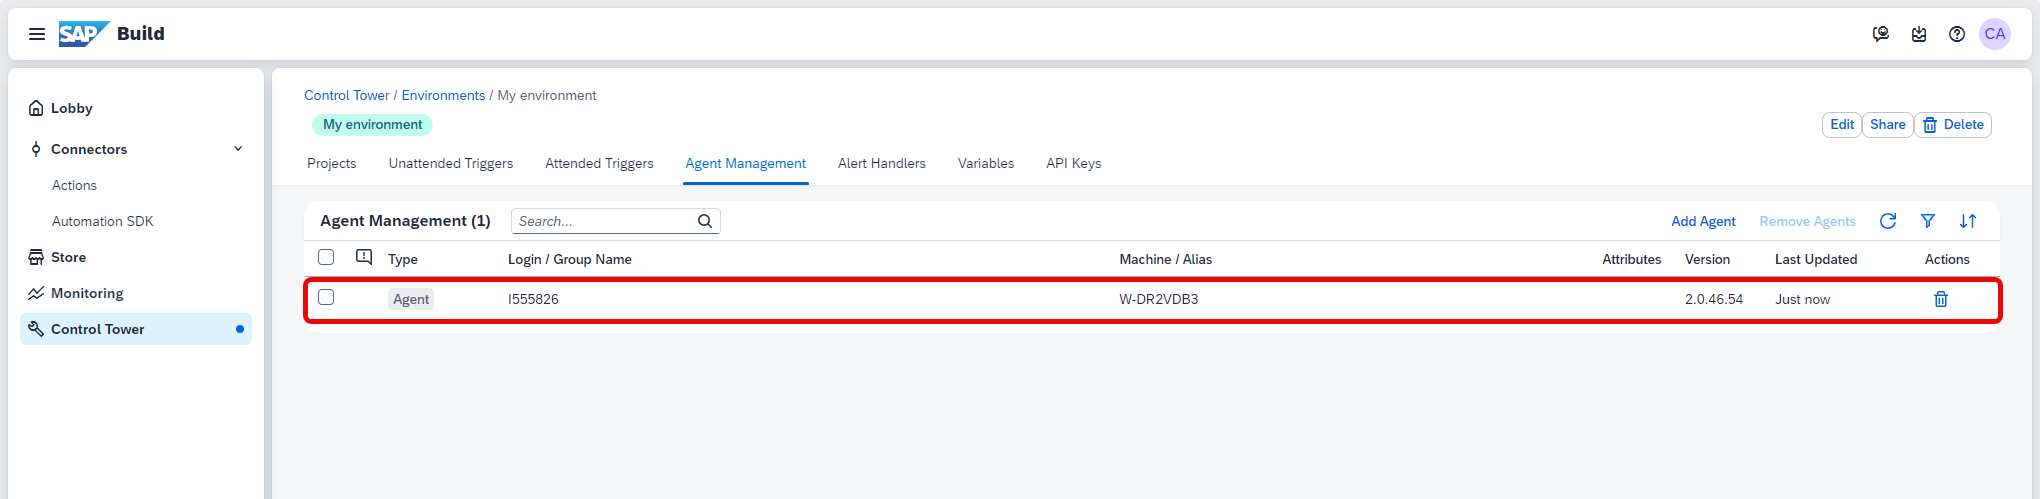 SAP Build
CA
Lobby
Connectors
Actions
Automation SDK
Store
Monitoring
Control Tower
Control Tower / Environments / My environment
My environment
Edit Share Delete
Projects Unattended Triggers Attended Triggers Agent Management Alert Handlers Variables API Keys
Agent Management (1) Search... Add Agent Remove Agents
Type Login / Group Name Machine / Alias Attributes Version Last Updated Actions
Agent I555826 W-DR2VDB3 2.0.46.54 Just now